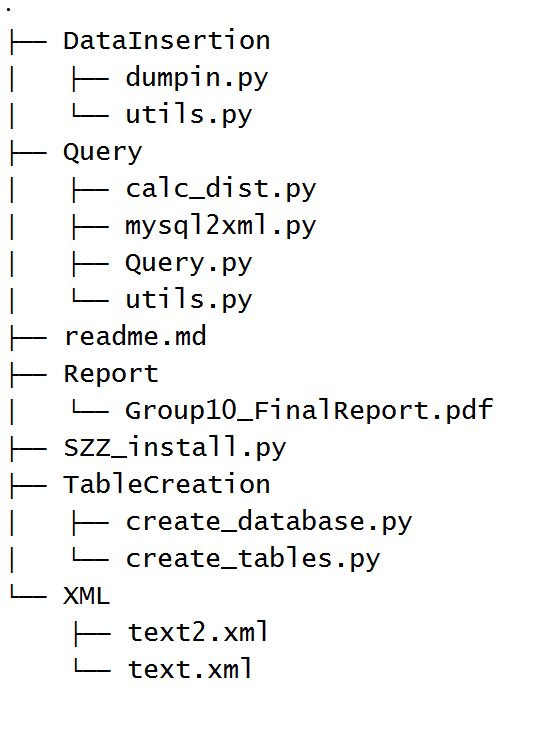 .
├── DataInsertion
│   ├── dumpin.py
│   └── utils.py
├── Query
│   ├── calc_dist.py
│   ├── mysql2xml.py
│   ├── Query.py
│   └── utils.py
├── readme.md
├── Report
│   └── Group10_FinalReport.pdf
├── SZZ_install.py
├── TableCreation
│   ├── create_database.py
│   └── create_tables.py
└── XML
    ├── text2.xml
    └── text.xml